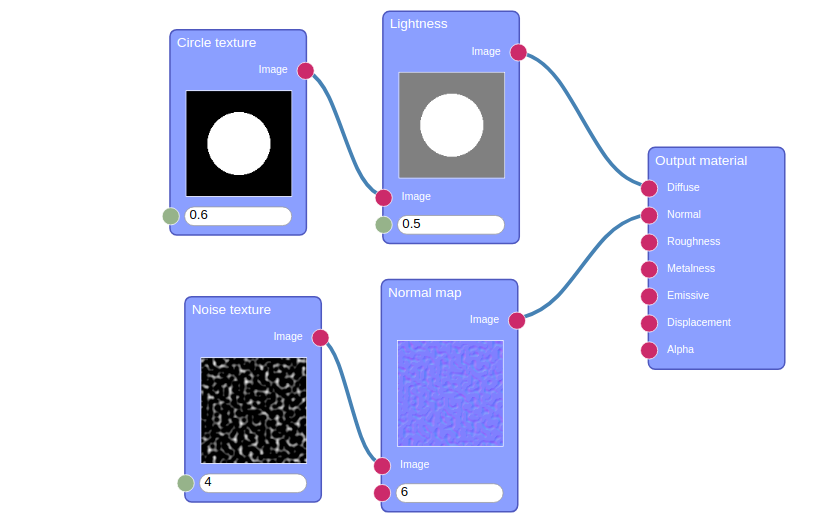 Circle texture
Image
0.6
Lightness
Image
Image
0.5
Noise texture
Image
4
Normal map
Image
Image
6
Output material
Diffuse
Normal
Roughness
Metalness
Emissive
Displacement
Alpha